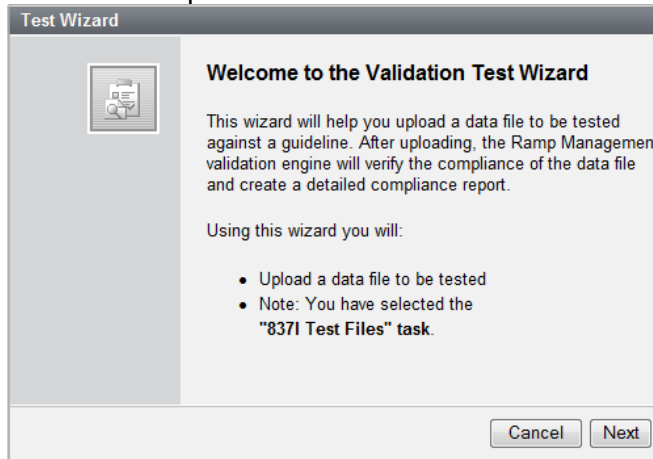 Test Wizard
Welcome to the Validation Test Wizard
This wizard will help you upload a data file to be tested
against a guideline. After uploading, the Ramp Managemen
validation engine will verify the compliance of the data file
and create a detailed compliance report.
Using this wizard you will:
• Upload a data file to be tested
• Note: You have selected the
"837I Test Files" task.
Cancel Next